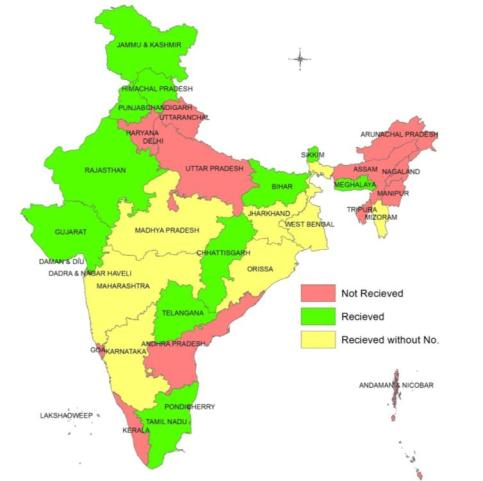 JAMMU & KASHMIR
HIMACHAL PRADESH
PUNJAB
CHANDIGARH
UTTARANCHAL
HARYANA
DELHI
ARUNACHAL PRADESH
SIKKIM
RAJASTHAN
UTTAR PRADESH
ASSAM
NAGALAND
BIHAR
MEGHALAYA
MANIPUR
TRIPURA
MIZORAM
JHARKHAND
WEST BENGAL
GUJARAT
MADHYA PRADESH
CHHATTISGARH
DAMAN & DIU
DADRA & NAGAR HAVELI
ORISSA
MAHARASHTRA
Not Recieved
TELANGANA
Recieved
Recieved without No.
GOA
KARNATAKA
ANDHRA PRADESH
ANDAMAN & NICOBAR
PONDICHERRY
LAKSHADWEEP
TAMIL NADU
KERALA